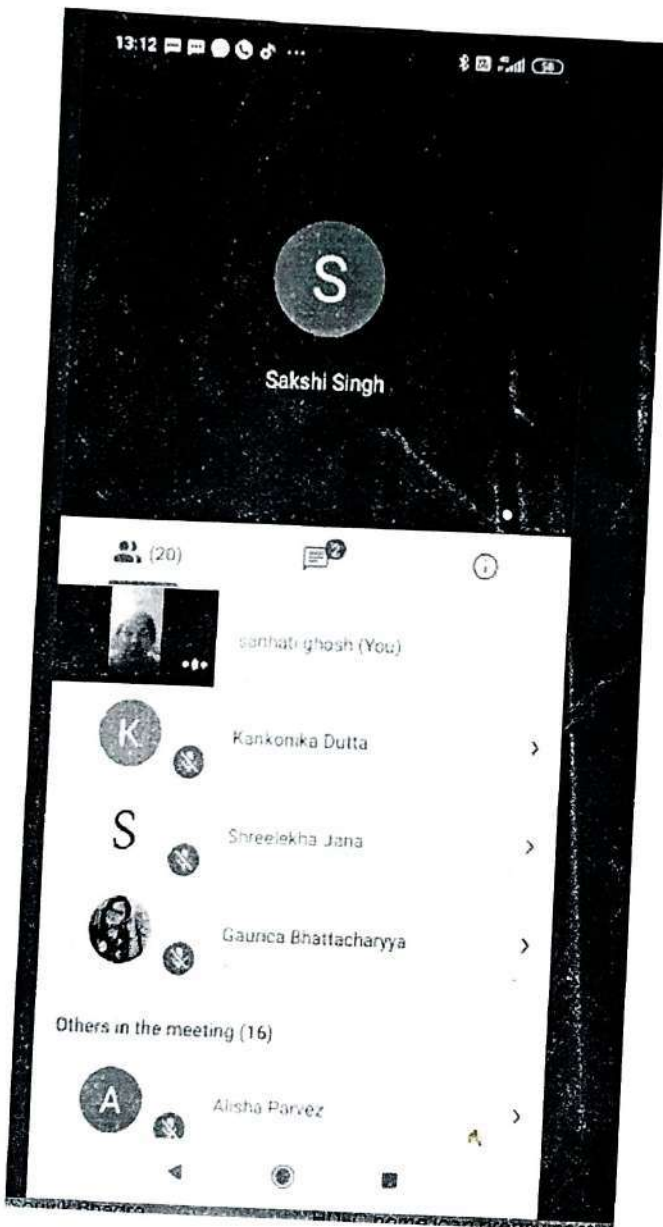 13:12
58
S
Sakshi Singh
(20)
2
sanhati ghosh (You)
K
Kankonika Dutta
S
Shreelekha Jana
Gaurica Bhattacharyya
Others in the meeting (16)
A
Alisha Parvez